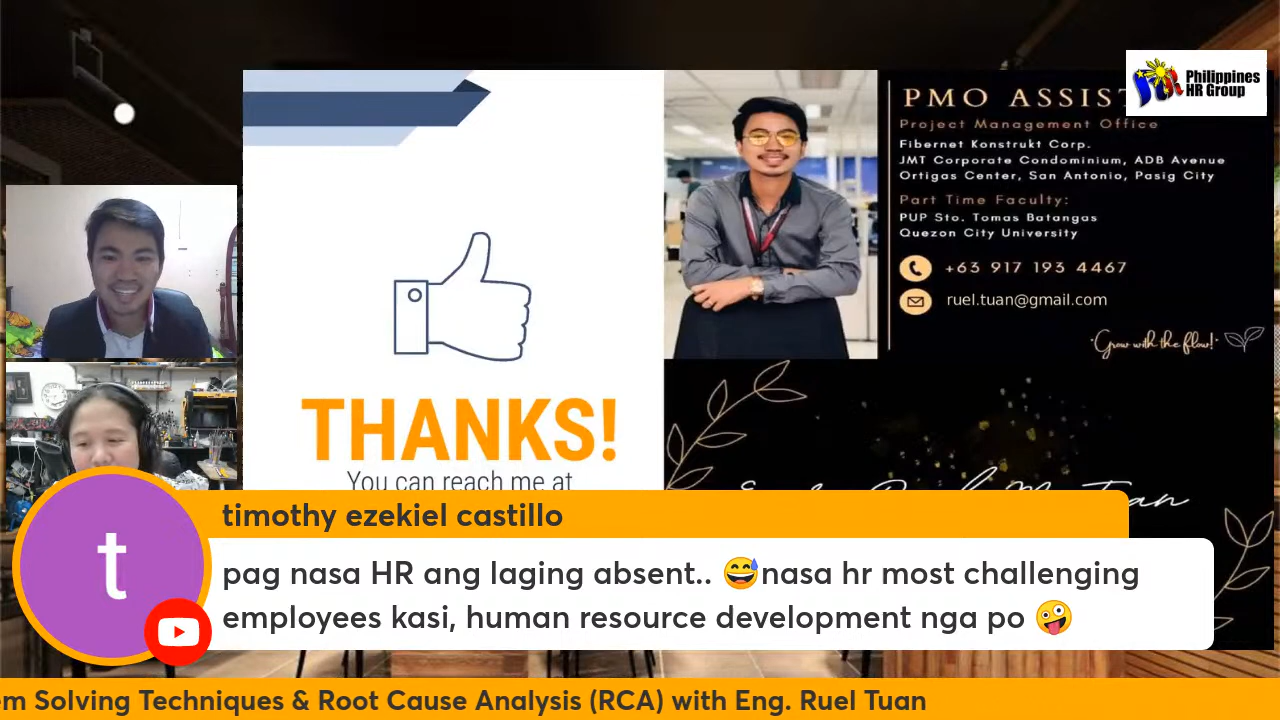 Philippines
HR Group
PMO ASSIST
Project Management Office
Fibernet Konstrukt Corp.
JMT Corporate Condominium, ADB Avenue
Ortigas Center, San Antonio, Pasig City
Part Time Faculty:
PUP Sto. Tomas Batangas
Quezon City University
+63 917 193 4467
ruel.tuan@gmail.com
"Grow with the flow!"
THANKS!
You can reach me at
t
timothy ezekiel castillo
pag nasa HR ang laging absent.. 😅nasa hr most challenging
employees kasi, human resource development nga po 🤪
em Solving Techniques & Root Cause Analysis (RCA) with Eng. Ruel Tuan